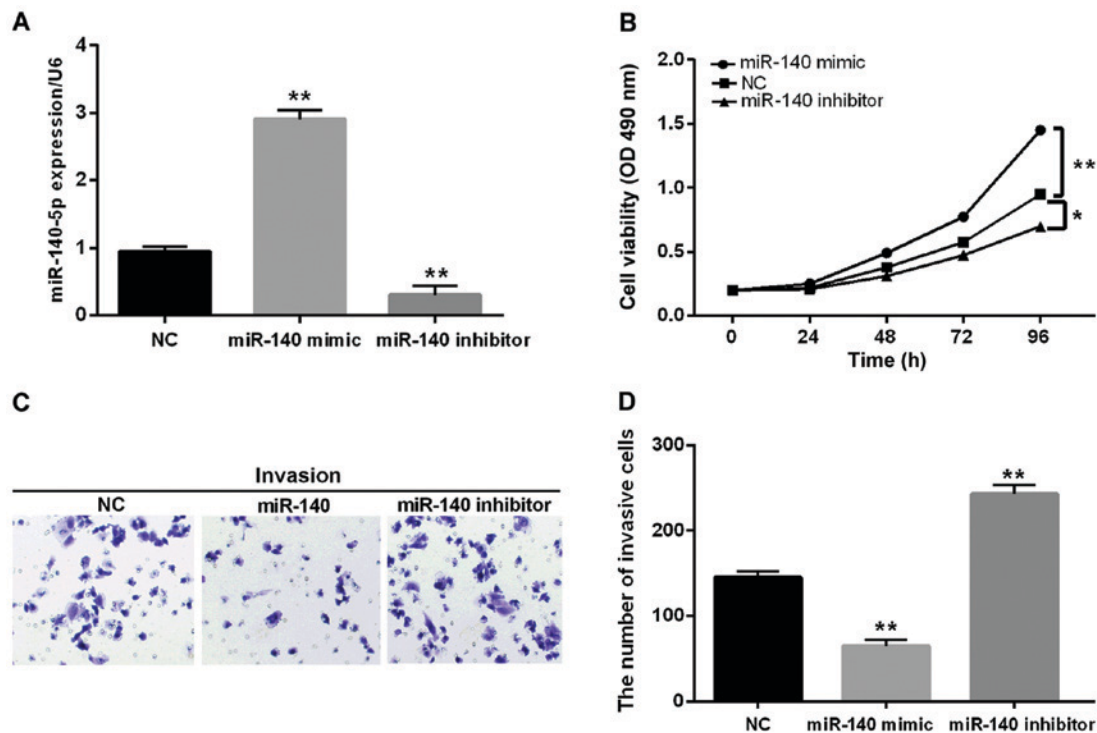 A
miR-140-5p expression/U6
4
3
2
1
0
**
**
NC
miR-140 mimic
miR-140 inhibitor
B
Cell viability (OD 490 nm)
2.0
1.5
1.0
0.5
0.0
miR-140 mimic
NC
miR-140 inhibitor
**
*
0
24
48
72
96
Time (h)
C
Invasion
NC
miR-140
miR-140 inhibitor
D
The number of invasive cells
300
200
100
0
**
**
NC
miR-140 mimic
miR-140 inhibitor